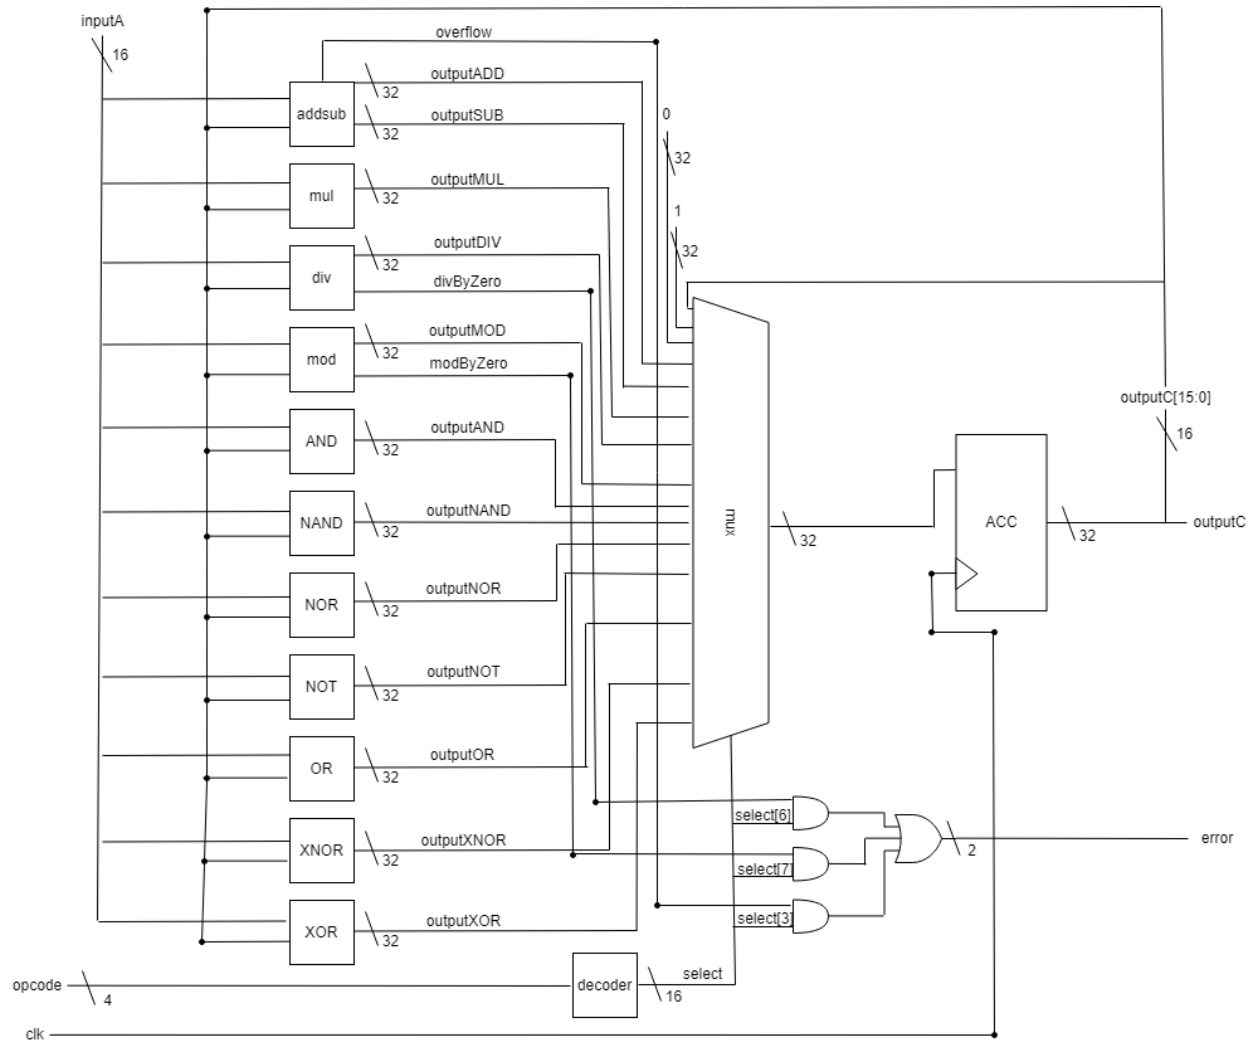 inputA
16
overflow
outputADD
32
addsub
outputSUB
32
0
32
mul
outputMUL
32
1
32
div
outputDIV
32
divByZero
mod
outputMOD
32
modByZero
outputC[15:0]
16
AND
outputAND
32
NAND
outputNAND
32
mux
32
ACC
32
outputC
NOR
outputNOR
32
NOT
outputNOT
32
OR
outputOR
32
select[6]
XNOR
outputXNOR
32
error
2
select[7]
XOR
outputXOR
32
select[3]
opcode
4
decoder
select
16
clk